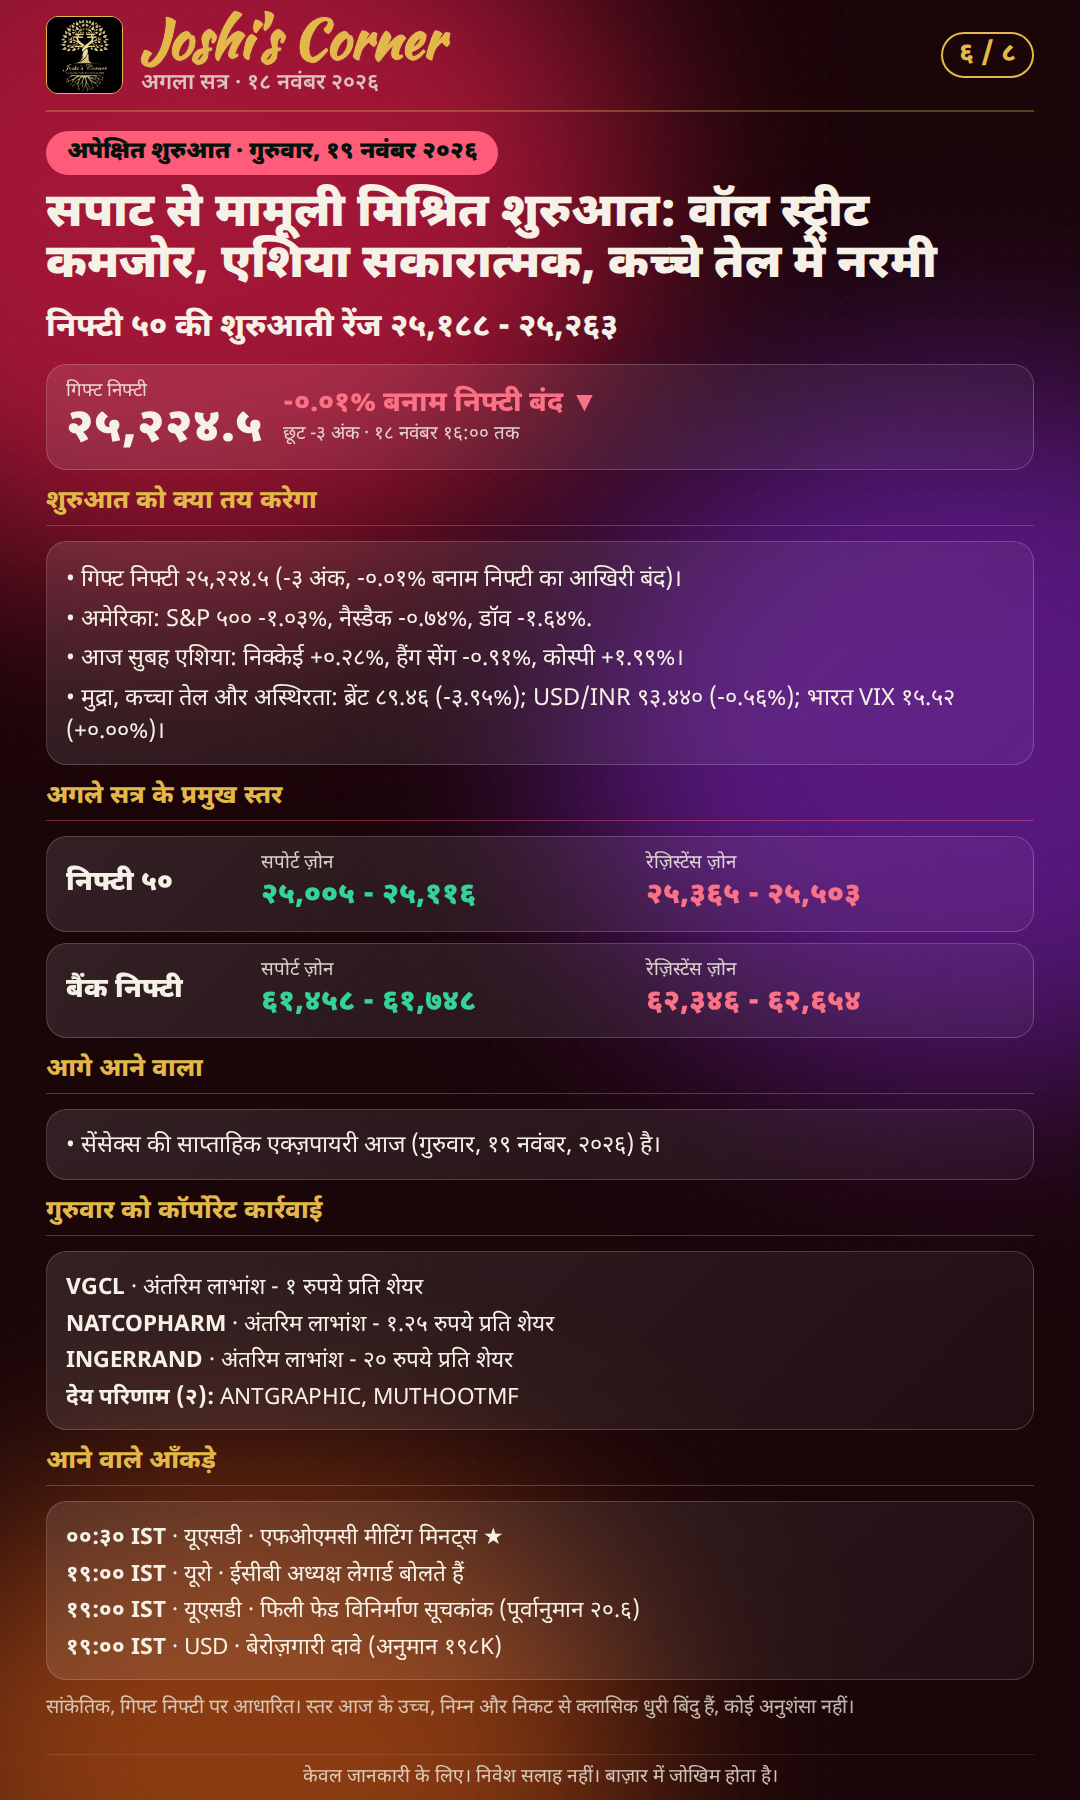 Joshi's Corner
Joshi's Corner
अगला सत्र · १८ नवंबर २०२६
६ / ८
अपेक्षित शुरुआत · गुरुवार, १९ नवंबर २०२६
सपाट से मामूली मिश्रित शुरुआत: वॉल स्ट्रीट
कमजोर, एशिया सकारात्मक, कच्चे तेल में नरमी
निफ्टी ५० की शुरुआती रेंज २५,१८८ - २५,२६३
गिफ्ट निफ्टी
२५,२२४.५
-०.०१% बनाम निफ्टी बंद ▼
छूट -३ अंक · १८ नवंबर १६:०० तक
शुरुआत को क्या तय करेगा
• गिफ्ट निफ्टी २५,२२४.५ (-३ अंक, -०.०१% बनाम निफ्टी का आखिरी बंद)।
• अमेरिका: S&P ५०० -१.०३%, नैस्डैक -०.७४%, डॉव -१.६४%.
• आज सुबह एशिया: निक्केई +०.२८%, हैंग सेंग -०.९१%, कोस्पी +१.९९%।
• मुद्रा, कच्चा तेल और अस्थिरता: ब्रेंट ८९.४६ (-३.९५%); USD/INR ९३.४४० (-०.५६%); भारत VIX १५.५२
(+०.००%)।
अगले सत्र के प्रमुख स्तर
निफ्टी ५०
सपोर्ट ज़ोन
२५,००५ - २५,११६
रेज़िस्टेंस ज़ोन
२५,३६५ - २५,५०३
बैंक निफ्टी
सपोर्ट ज़ोन
६१,४५८ - ६१,७४८
रेज़िस्टेंस ज़ोन
६२,३४६ - ६२,६५४
आगे आने वाला
• सेंसेक्स की साप्ताहिक एक्ज़पायरी आज (गुरुवार, १९ नवंबर, २०२६) है।
गुरुवार को कॉर्पोरेट कार्रवाई
VGCL · अंतरिम लाभांश - १ रुपये प्रति शेयर
NATCOPHARM · अंतरिम लाभांश - १.२५ रुपये प्रति शेयर
INGERRAND · अंतरिम लाभांश - २० रुपये प्रति शेयर
देय परिणाम (२): ANTGRAPHIC, MUTHOOTMF
आने वाले आँकड़े
००:३० IST · यूएसडी · एफओएमसी मीटिंग मिनट्स ★
१९:०० IST · यूरो · ईसीबी अध्यक्ष लेगार्ड बोलते हैं
१९:०० IST · यूएसडी · फिली फेड विनिर्माण सूचकांक (पूर्वानुमान २०.६)
१९:०० IST · USD · बेरोज़गारी दावे (अनुमान १९८K)
सांकेतिक, गिफ्ट निफ्टी पर आधारित। स्तर आज के उच्च, निम्न और निकट से क्लासिक धुरी बिंदु हैं, कोई अनुशंसा नहीं।
केवल जानकारी के लिए। निवेश सलाह नहीं। बाज़ार में जोखिम होता है।